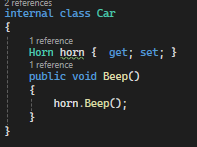 2 references
internal class Car
{
1 reference
Horn horn { get; set; }
1 reference
public void Beep()
{
horn.Beep();
}
}